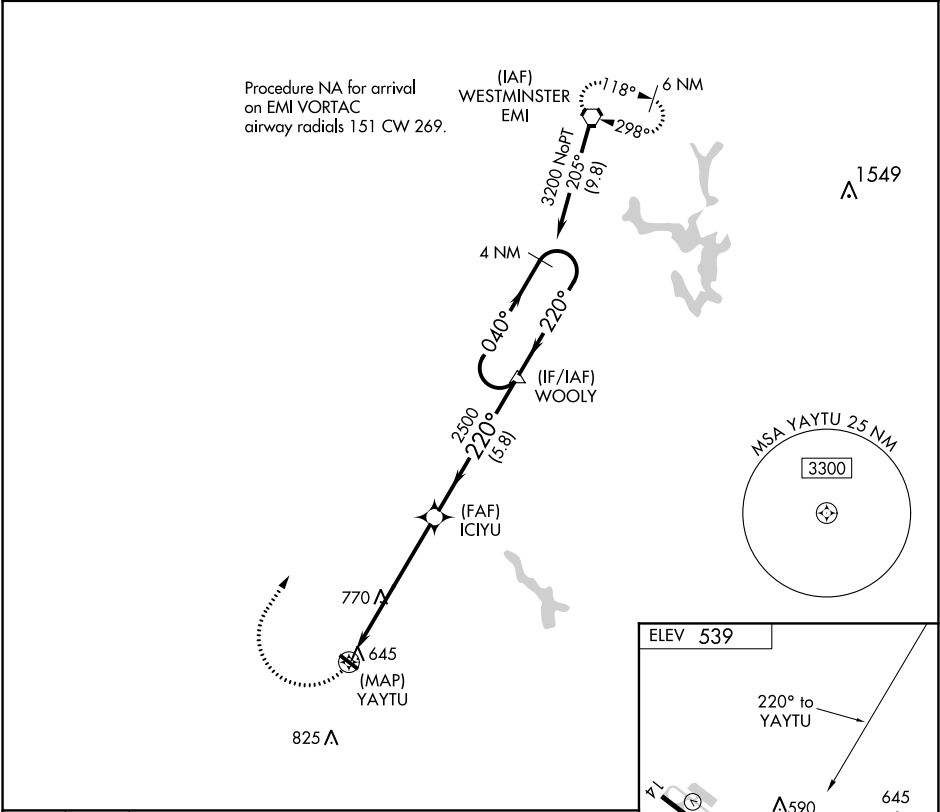 Procedure NA for arrival
on EMI VORTAC
airway radials 151 CW 269.
(IAF)
WESTMINSTER
EMI
118°
6 NM
298°
3200 NoPT
205°
(9.8)
1549
4 NM
040°
220°
(IF/IAF)
WOOLY
2500
220°
(5.8)
MSA YAYTU 25 NM
3300
(FAF)
ICIYU
770
645
(MAP)
YAYTU
825
ELEV 539
220° to
YAYTU
14
V
590
645